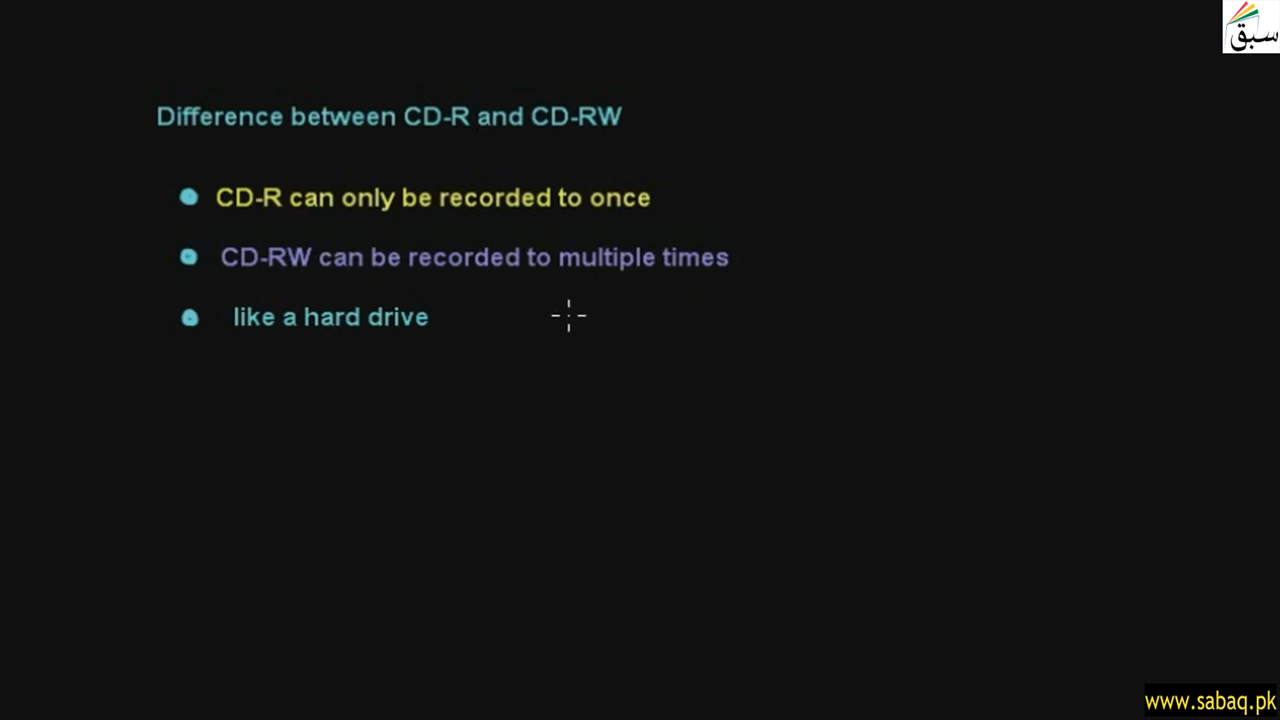 سبق
Difference between CD-R and CD-RW
CD-R can only be recorded to once
CD-RW can be recorded to multiple times
like a hard drive
www.sabaq.pk